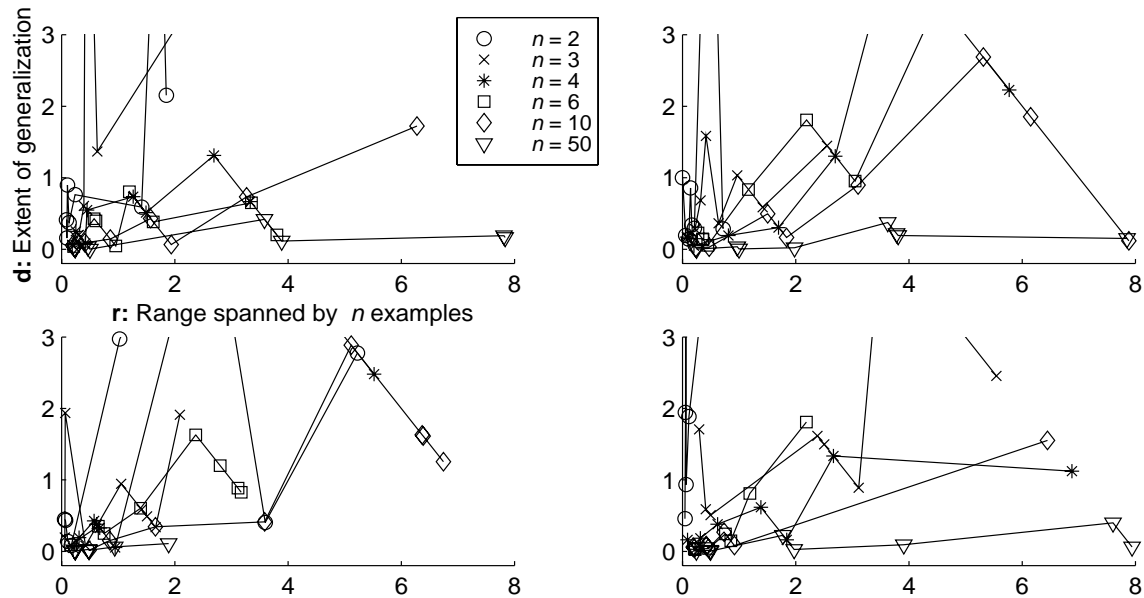 3
2
1
0
0 2 4 6 8
d: Extent of generalization
r: Range spanned by n examples
n = 2
n = 3
n = 4
n = 6
n = 10
n = 50
3
2
1
0
0 2 4 6 8
3
2
1
0
0 2 4 6 8
3
2
1
0
0 2 4 6 8